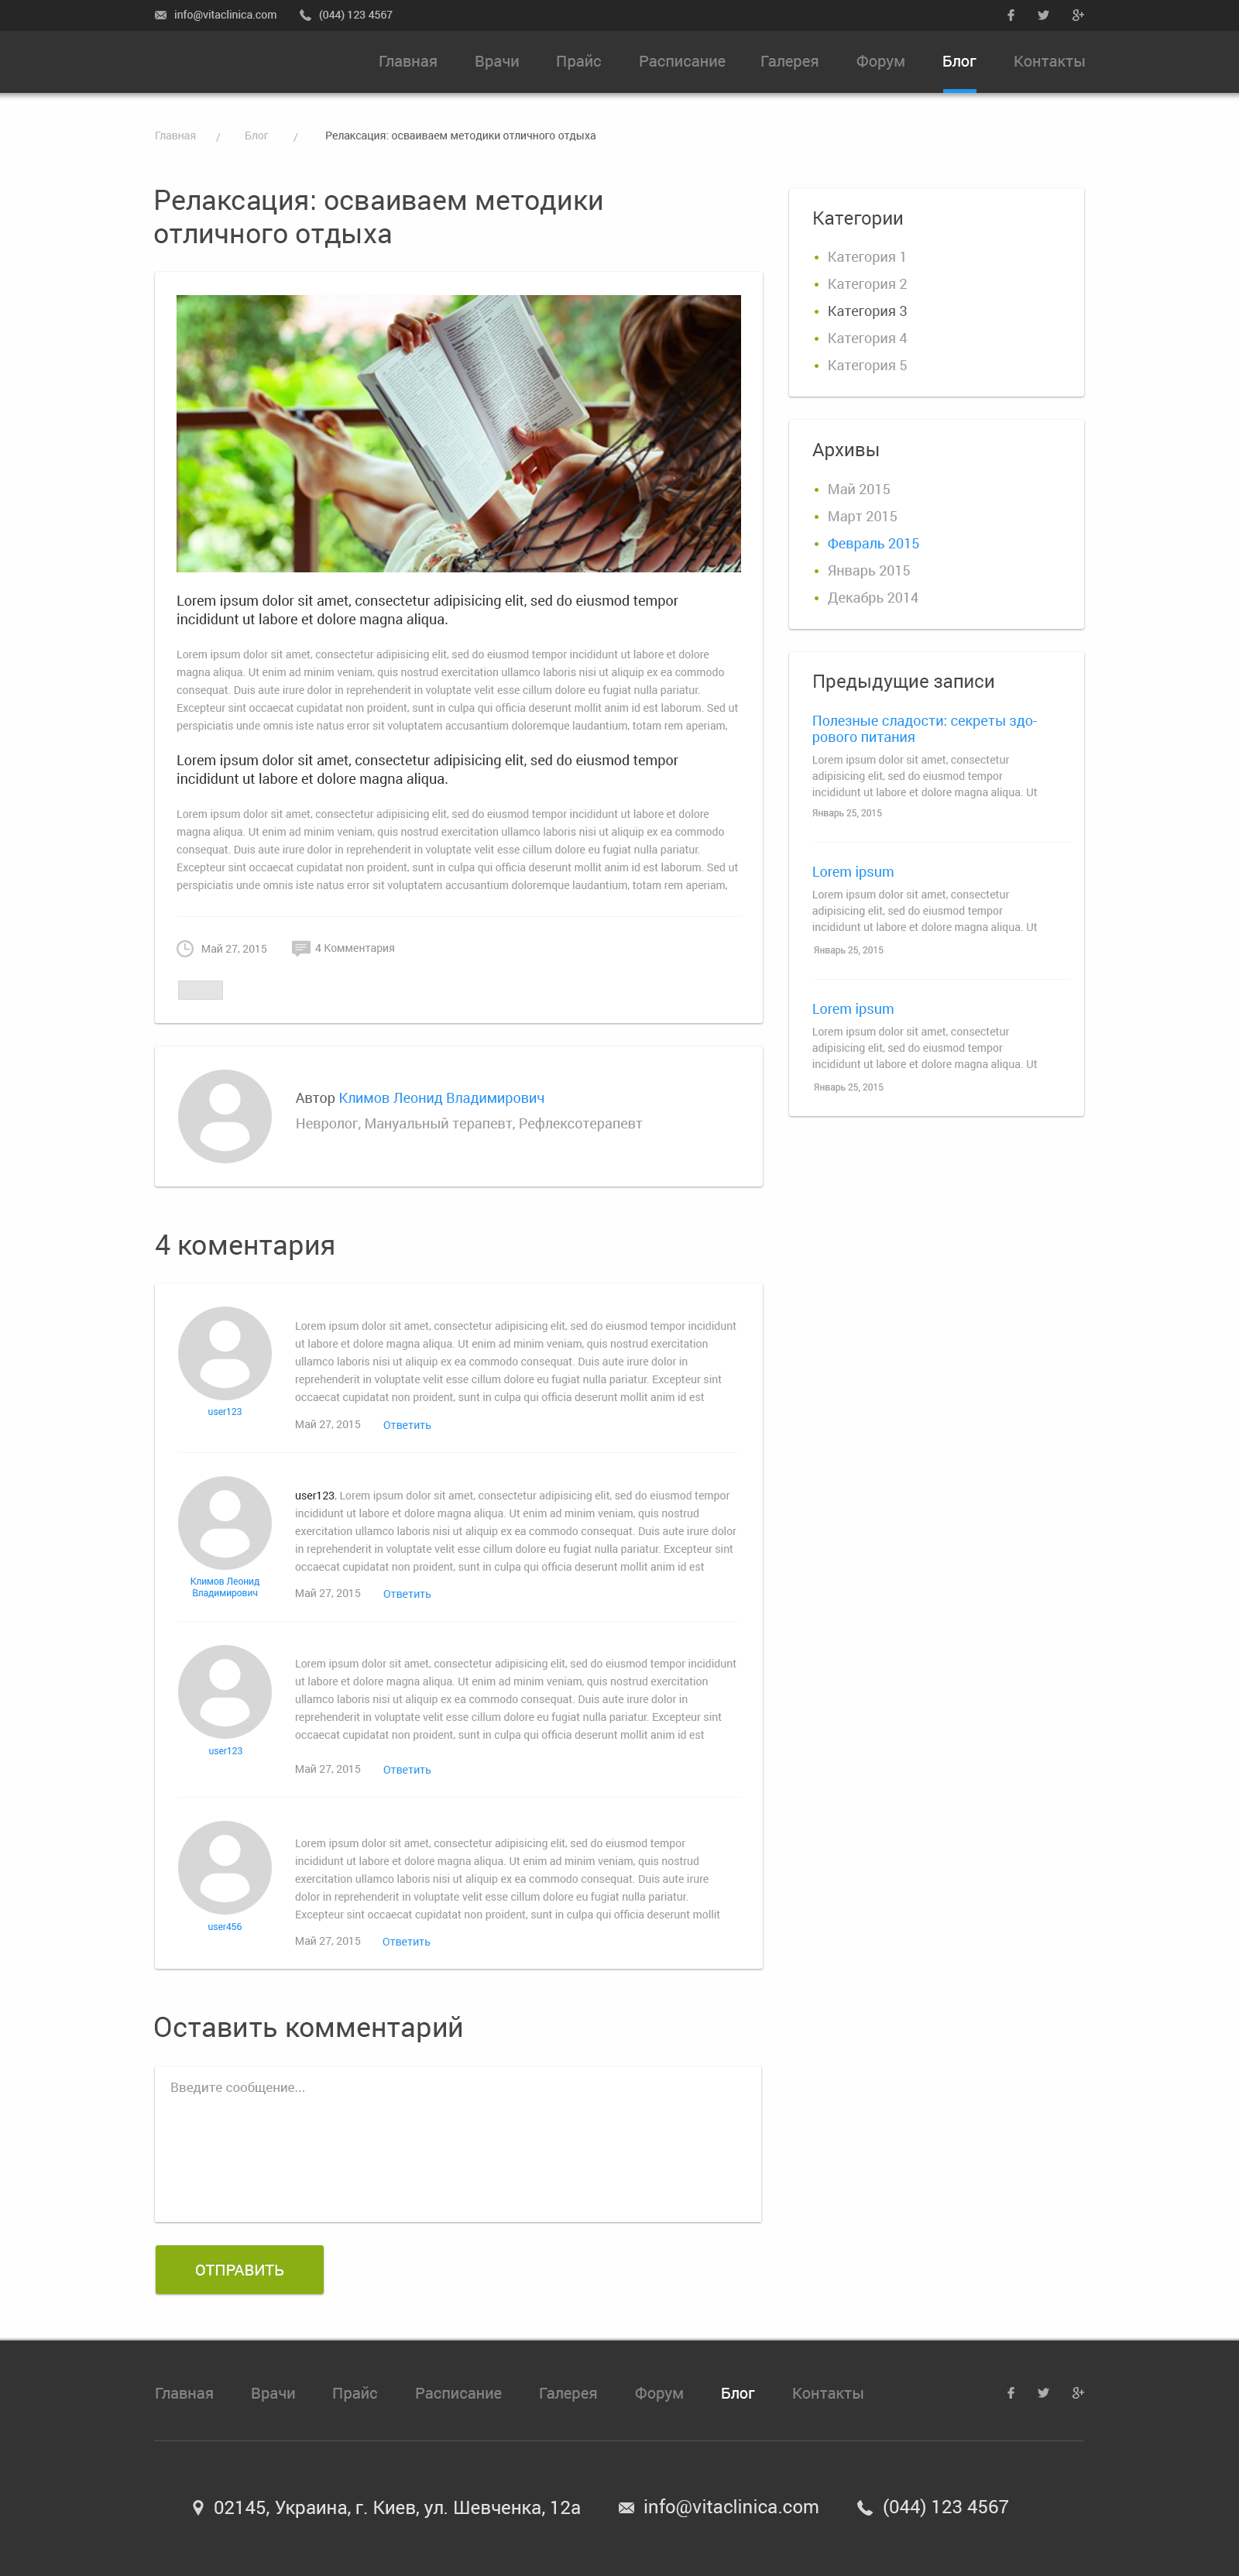 info@vitaclinica.com (044) 123 4567
Главная Врачи Прайс Расписание Галерея Форум Блог Контакты
Главная / Блог / Релаксация: осваиваем методики отличного отдыха
Релаксация: осваиваем методики
отличного отдыха
Lorem ipsum dolor sit amet, consectetur adipisicing elit, sed do eiusmod tempor
incididunt ut labore et dolore magna aliqua.
Lorem ipsum dolor sit amet, consectetur adipisicing elit, sed do eiusmod tempor incididunt ut labore et dolore
magna aliqua. Ut enim ad minim veniam, quis nostrud exercitation ullamco laboris nisi ut aliquip ex ea commodo
consequat. Duis aute irure dolor in reprehenderit in voluptate velit esse cillum dolore eu fugiat nulla pariatur.
Excepteur sint occaecat cupidatat non proident, sunt in culpa qui officia deserunt mollit anim id est laborum. Sed ut
perspiciatis unde omnis iste natus error sit voluptatem accusantium doloremque laudantium, totam rem aperiam,
Lorem ipsum dolor sit amet, consectetur adipisicing elit, sed do eiusmod tempor
incididunt ut labore et dolore magna aliqua.
Lorem ipsum dolor sit amet, consectetur adipisicing elit, sed do eiusmod tempor incididunt ut labore et dolore
magna aliqua. Ut enim ad minim veniam, quis nostrud exercitation ullamco laboris nisi ut aliquip ex ea commodo
consequat. Duis aute irure dolor in reprehenderit in voluptate velit esse cillum dolore eu fugiat nulla pariatur.
Excepteur sint occaecat cupidatat non proident, sunt in culpa qui officia deserunt mollit anim id est laborum. Sed ut
perspiciatis unde omnis iste natus error sit voluptatem accusantium doloremque laudantium, totam rem aperiam,
Май 27, 2015 4 Комментария
Автор Климов Леонид Владимирович
Невролог, Мануальный терапевт, Рефлексотерапевт
Категории
Категория 1
Категория 2
Категория 3
Категория 4
Категория 5
Архивы
Май 2015
Март 2015
Февраль 2015
Январь 2015
Декабрь 2014
Предыдущие записи
Полезные сладости: секреты здо-
рового питания
Lorem ipsum dolor sit amet, consectetur
adipisicing elit, sed do eiusmod tempor
incididunt ut labore et dolore magna aliqua. Ut
Январь 25, 2015
Lorem ipsum
Lorem ipsum dolor sit amet, consectetur
adipisicing elit, sed do eiusmod tempor
incididunt ut labore et dolore magna aliqua. Ut
Январь 25, 2015
Lorem ipsum
Lorem ipsum dolor sit amet, consectetur
adipisicing elit, sed do eiusmod tempor
incididunt ut labore et dolore magna aliqua. Ut
Январь 25, 2015
4 коментария
Lorem ipsum dolor sit amet, consectetur adipisicing elit, sed do eiusmod tempor incididunt
ut labore et dolore magna aliqua. Ut enim ad minim veniam, quis nostrud exercitation
ullamco laboris nisi ut aliquip ex ea commodo consequat. Duis aute irure dolor in
reprehenderit in voluptate velit esse cillum dolore eu fugiat nulla pariatur. Excepteur sint
occaecat cupidatat non proident, sunt in culpa qui officia deserunt mollit anim id est
user123
Май 27, 2015 Ответить
user123. Lorem ipsum dolor sit amet, consectetur adipisicing elit, sed do eiusmod tempor
incididunt ut labore et dolore magna aliqua. Ut enim ad minim veniam, quis nostrud
exercitation ullamco laboris nisi ut aliquip ex ea commodo consequat. Duis aute irure dolor
in reprehenderit in voluptate velit esse cillum dolore eu fugiat nulla pariatur. Excepteur sint
occaecat cupidatat non proident, sunt in culpa qui officia deserunt mollit anim id est
Климов Леонид
Владимирович
Май 27, 2015 Ответить
Lorem ipsum dolor sit amet, consectetur adipisicing elit, sed do eiusmod tempor incididunt
ut labore et dolore magna aliqua. Ut enim ad minim veniam, quis nostrud exercitation
ullamco laboris nisi ut aliquip ex ea commodo consequat. Duis aute irure dolor in
reprehenderit in voluptate velit esse cillum dolore eu fugiat nulla pariatur. Excepteur sint
occaecat cupidatat non proident, sunt in culpa qui officia deserunt mollit anim id est
user123
Май 27, 2015 Ответить
Lorem ipsum dolor sit amet, consectetur adipisicing elit, sed do eiusmod tempor
incididunt ut labore et dolore magna aliqua. Ut enim ad minim veniam, quis nostrud
exercitation ullamco laboris nisi ut aliquip ex ea commodo consequat. Duis aute irure
dolor in reprehenderit in voluptate velit esse cillum dolore eu fugiat nulla pariatur.
Excepteur sint occaecat cupidatat non proident, sunt in culpa qui officia deserunt mollit
user456
Май 27, 2015 Ответить
Оставить комментарий
Введите сообщение...
ОТПРАВИТЬ
Главная Врачи Прайс Расписание Галерея Форум Блог Контакты
02145, Украина, г. Киев, ул. Шевченка, 12а info@vitaclinica.com (044) 123 4567